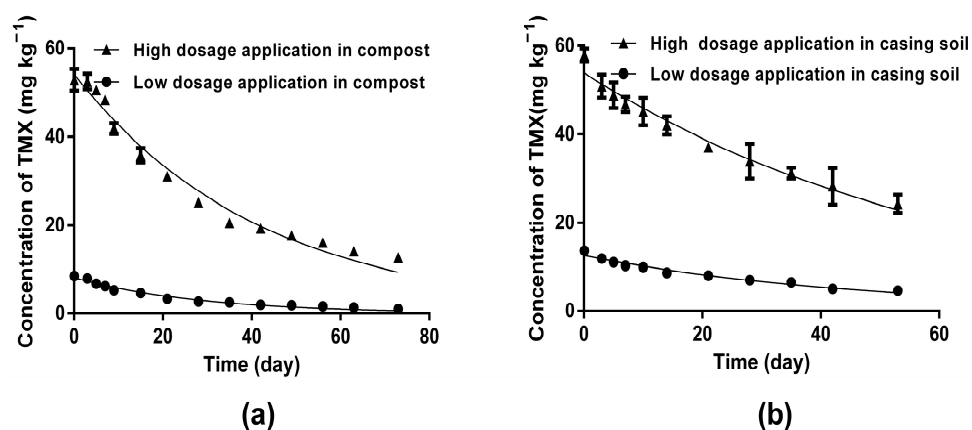 Concentration of TMX (mg kg⁻¹)
60
40
20
0
▲ High dosage application in compost
● Low dosage application in compost
0 20 40 60 80
Time (day)
(a)
Concentration of TMX(mg kg⁻¹)
60
40
20
0
▲ High dosage application in casing soil
● Low dosage application in casing soil
0 20 40 60
Time (day)
(b)